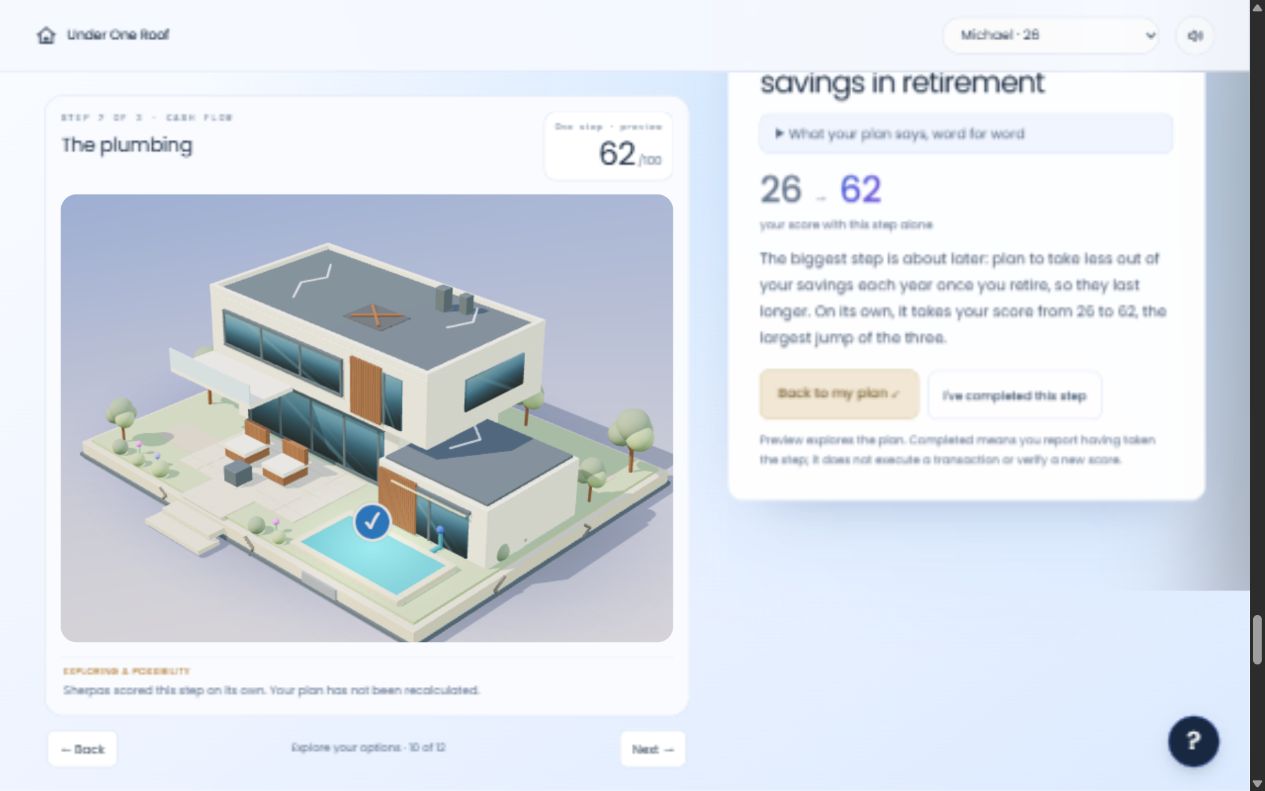 Under One Roof
Michael · 26
STEP 2 OF 3 · CASH FLOW
The plumbing
One step · preview
62 /100
EXPLORING A POSSIBILITY
Sherpas scored this step on its own. Your plan has not been recalculated.
← Back
Explore your options · 10 of 12
Next →
savings in retirement
▶ What your plan says, word for word
26 → 62
your score with this step alone
The biggest step is about later: plan to take less out of
your savings each year once you retire, so they last
longer. On its own, it takes your score from 26 to 62, the
largest jump of the three.
Back to my plan ✓
I've completed this step
Preview explores the plan. Completed means you report having taken
the step; it does not execute a transaction or verify a new score.
?